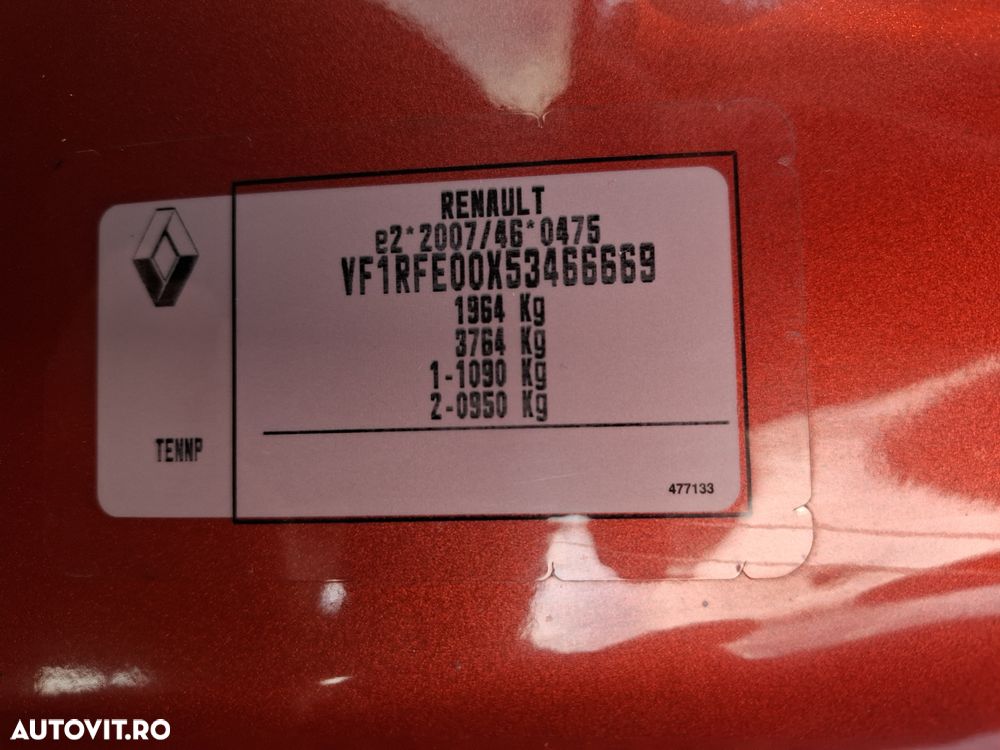 RENAULT
e2*2007/46*0475
VF1RFE00X53466669
1964 Kg
3764 Kg
1-1090 Kg
2-0950 Kg
TENNP
477133
AUTOVIT.RO